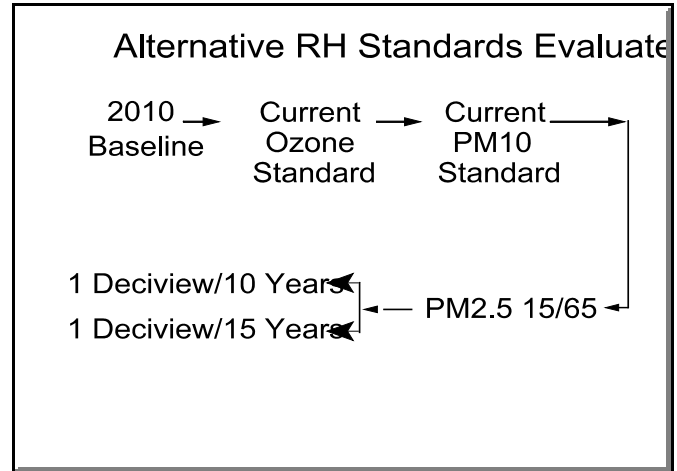 Alternative RH Standards Evaluate
2010
Baseline
Current
Ozone
Standard
Current
PM10
Standard
1 Deciview/10 Years
1 Deciview/15 Years
PM2.5 15/65